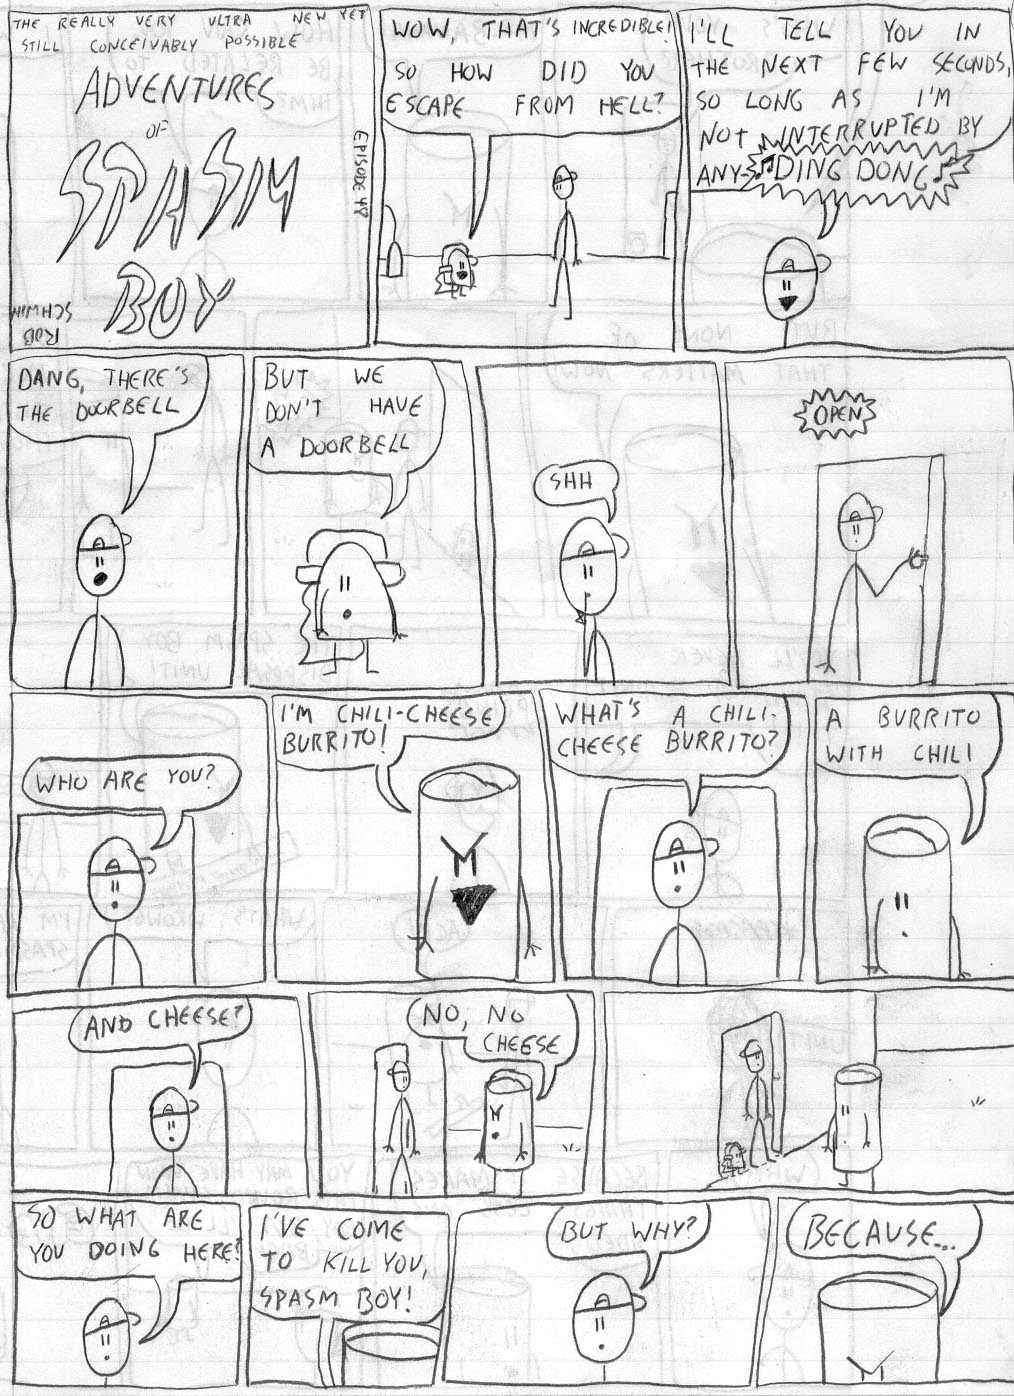 THE REALLY VERY ULTRA NEW YET
STILL CONCEIVABLY POSSIBLE
ADVENTURES
OF
SPASIM
BOY
EPISODE 48
ROB
SCHWIM
WOW, THAT'S INCREDIBLE!
SO HOW DID YOU
ESCAPE FROM HELL?
I'LL TELL YOU IN
THE NEXT FEW SECONDS,
SO LONG AS I'M
NOT INTERRUPTED BY
ANY-
♫DING DONG♪
DANG, THERE'S
THE DOORBELL
BUT WE
DON'T HAVE
A DOORBELL
SHH
OPEN
WHO ARE YOU?
I'M CHILI-CHEESE
BURRITO!
WHAT'S A CHILI-
CHEESE BURRITO?
A BURRITO
WITH CHILI
AND CHEESE?
NO, NO
CHEESE
SO WHAT ARE
YOU DOING HERE?
I'VE COME
TO KILL YOU,
SPASM BOY!
BUT WHY?
BECAUSE...